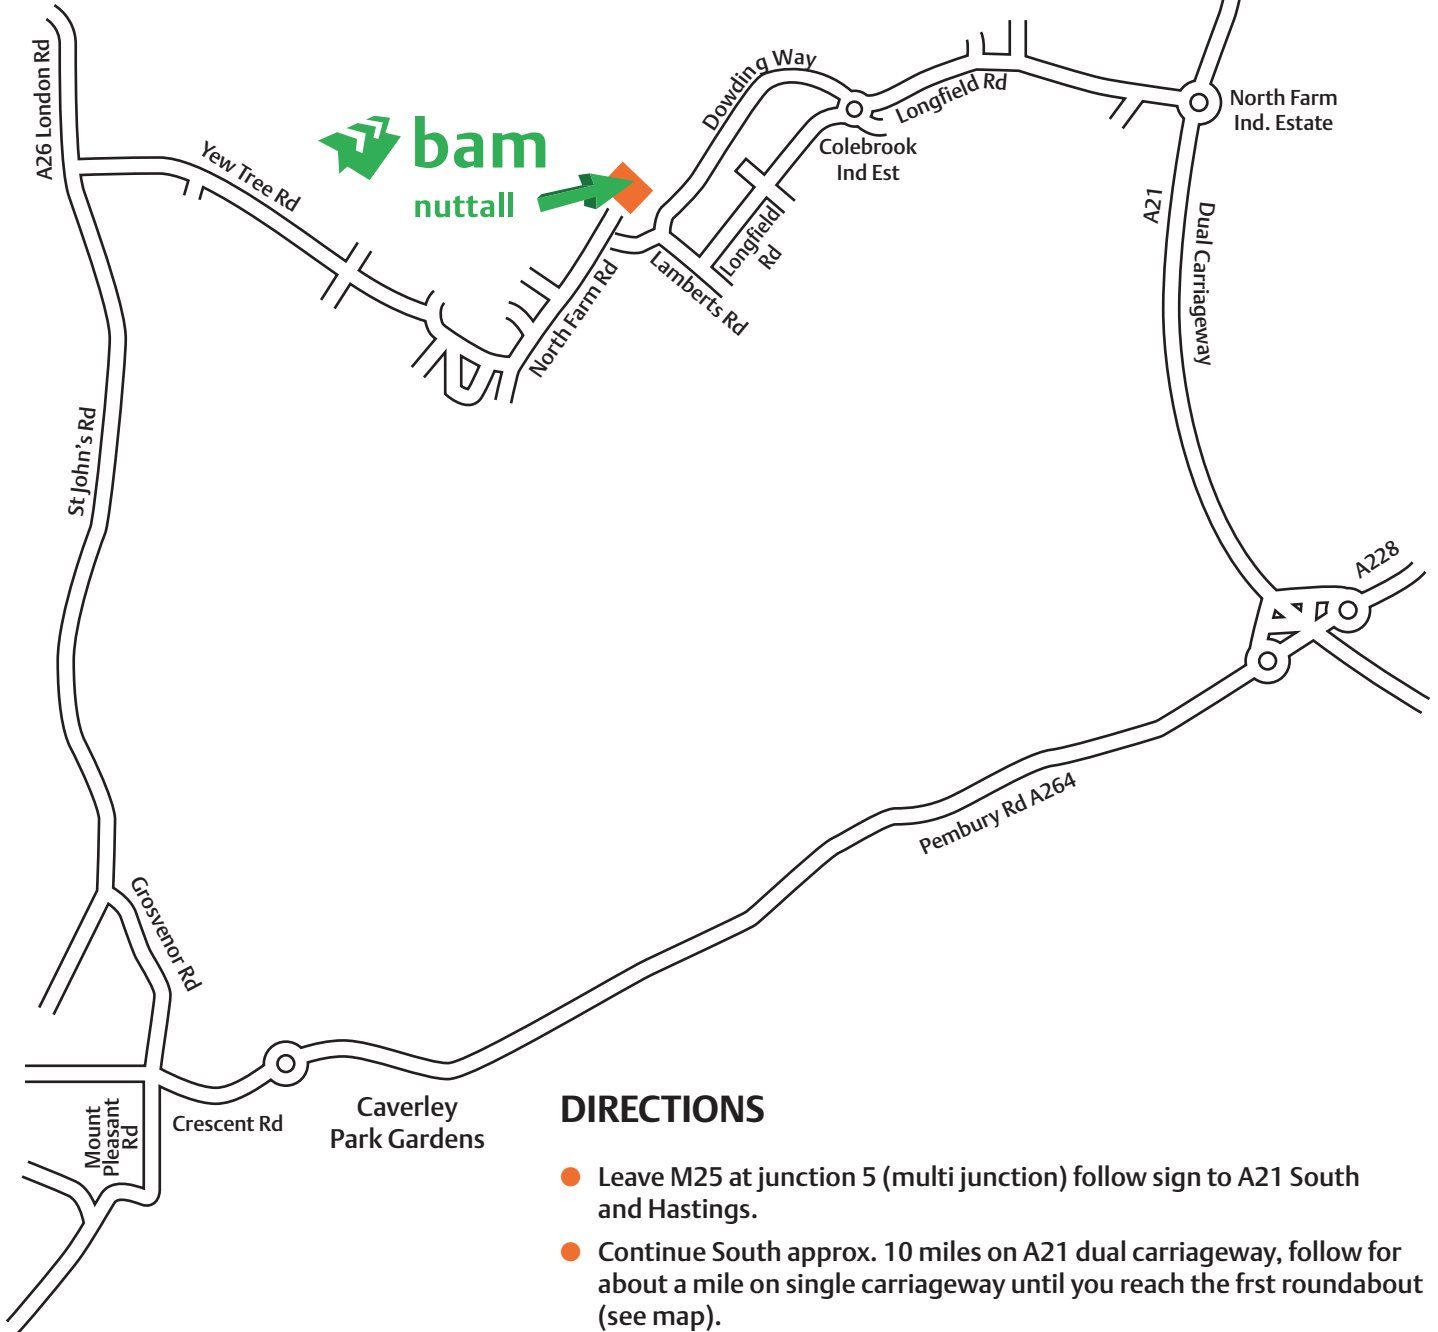 A26 London Rd
Yew Tree Rd
bam
nuttall
Dowding Way
Longfield Rd
Colebrook
Ind Est
North Farm
Ind. Estate
A21
Dual Carriageway
Longfield
Rd
Lamberts Rd
North Farm Rd
St John's Rd
A228
Pembury Rd A264
Grosvenor Rd
Mount
Pleasant
Rd
Crescent Rd
Caverley
Park Gardens
DIRECTIONS
Leave M25 at junction 5 (multi junction) follow sign to A21 South
and Hastings.
Continue South approx. 10 miles on A21 dual carriageway, follow for
about a mile on single carriageway until you reach the frst roundabout
(see map).